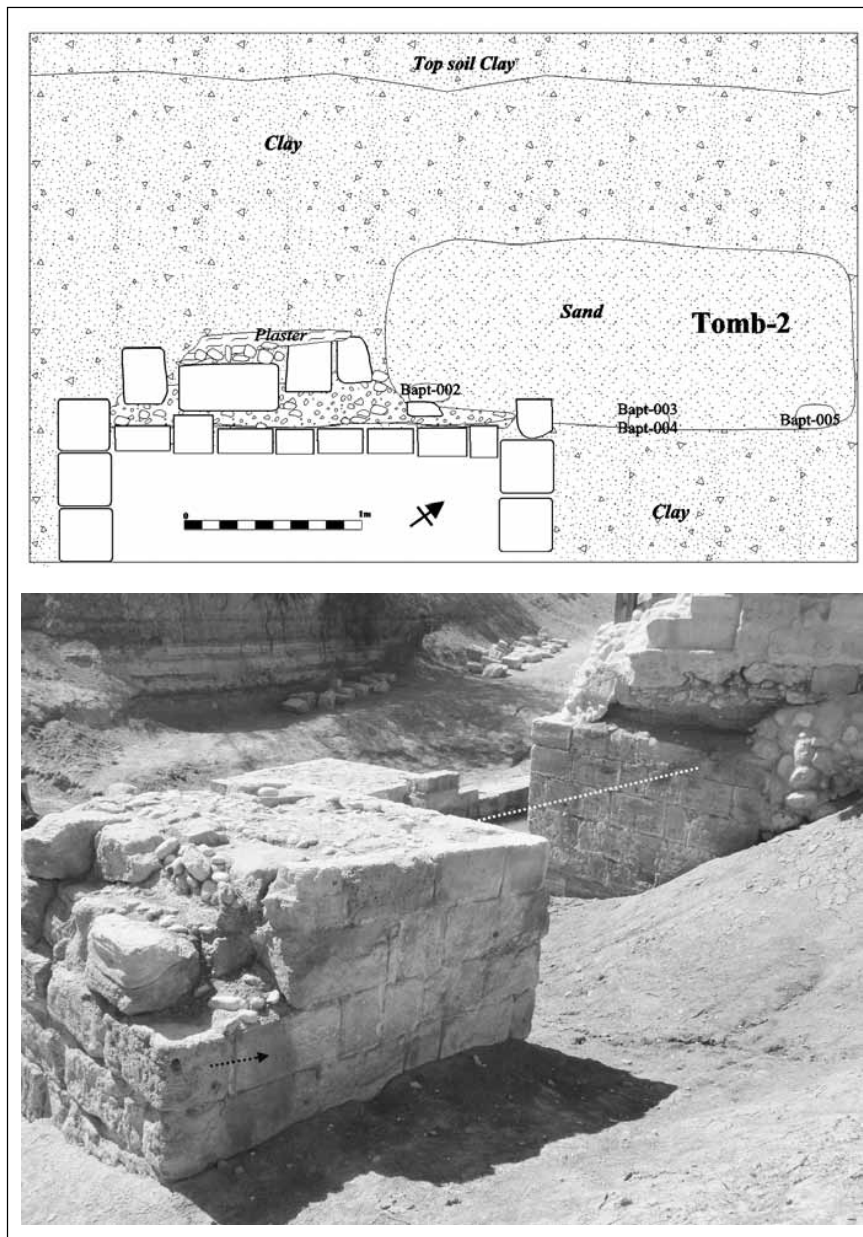 Top soil Clay
Clay
Sand
Tomb-2
Plaster
Bapt-002
Bapt-003
Bapt-004
Bapt-005
Clay
0
1m